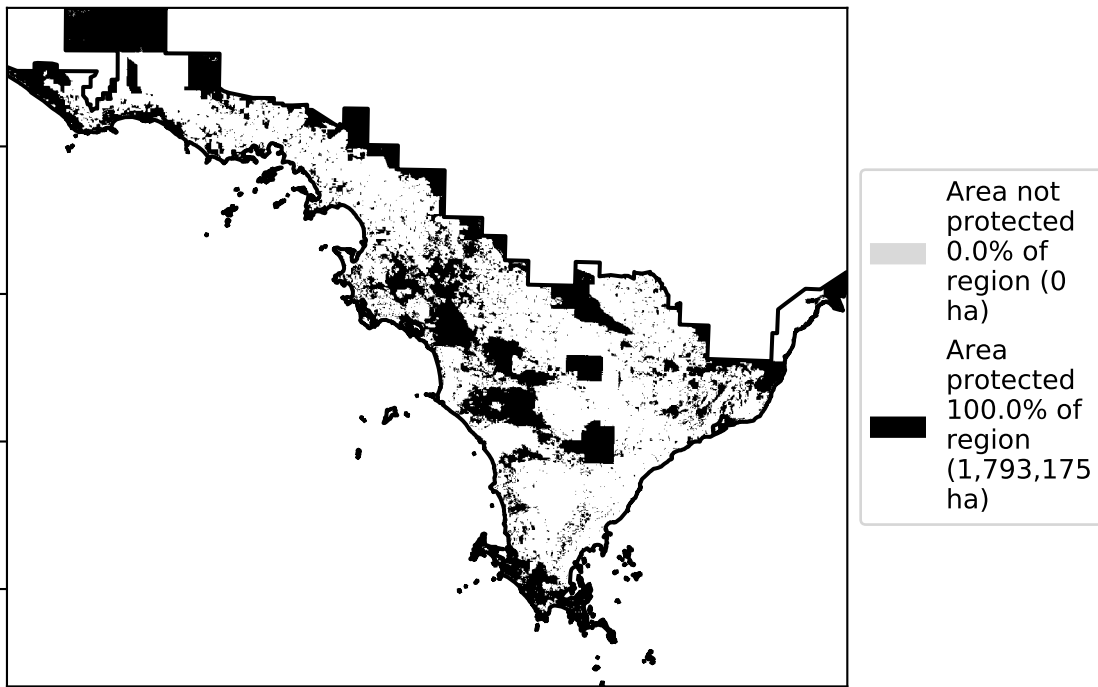 Area not
protected
0.0% of
region (0
ha)
Area
protected
100.0% of
region
(1,793,175
ha)